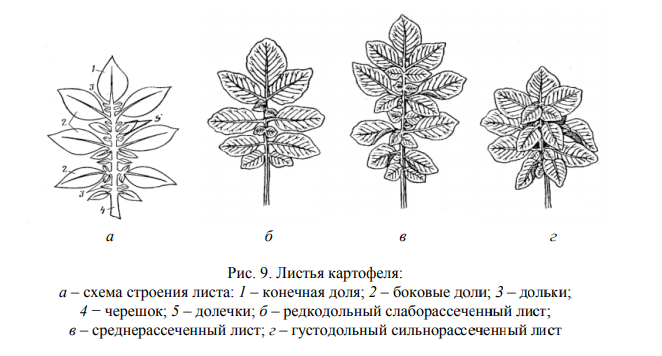 1
3
2
5
2
3
4
а б в г
Рис. 9. Листья картофеля:
а – схема строения листа: 1 – конечная доля; 2 – боковые доли; 3 – дольки;
4 – черешок; 5 – долечки; б – редкодольный слаборассеченный лист;
в – среднерассеченный лист; г – густодольный сильнорассеченный лист